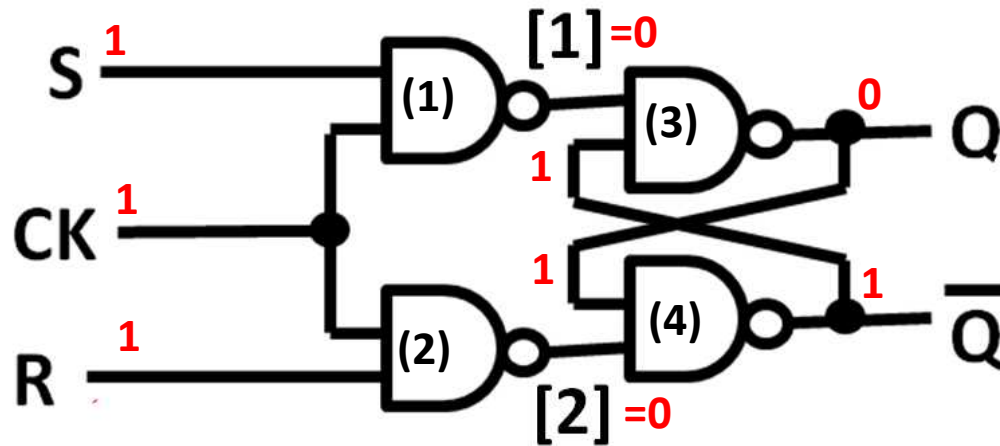 S 1
CK 1
R 1
(1)
(2)
[1] =0
[2] =0
(3)
(4)
1
1
0
Q
1
Q̅